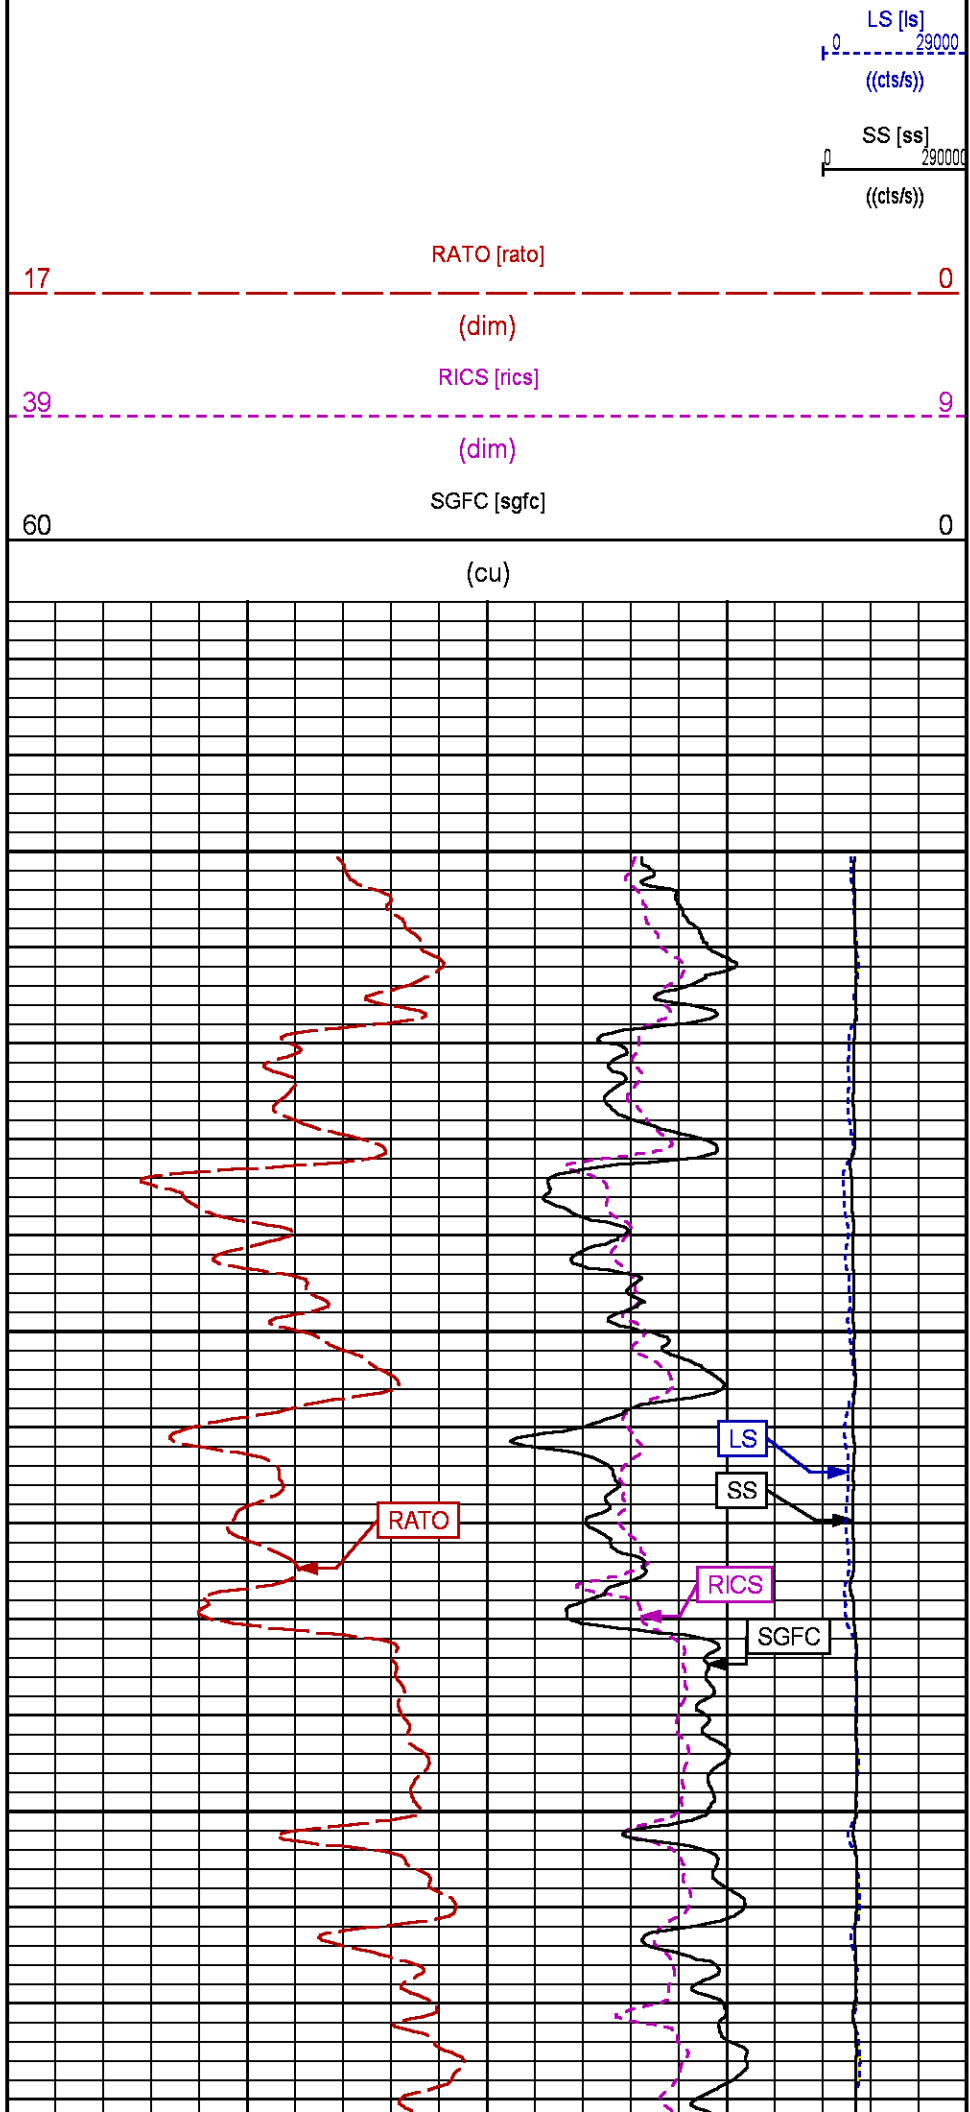 LS [ls]
0 29000
((cts/s))
SS [ss]
0 290000
((cts/s))
RATO [rato]
17 0
(dim)
RICS [rics]
39 9
(dim)
SGFC [sgfc]
60 0
(cu)
LS
SS
RATO
RICS
SGFC